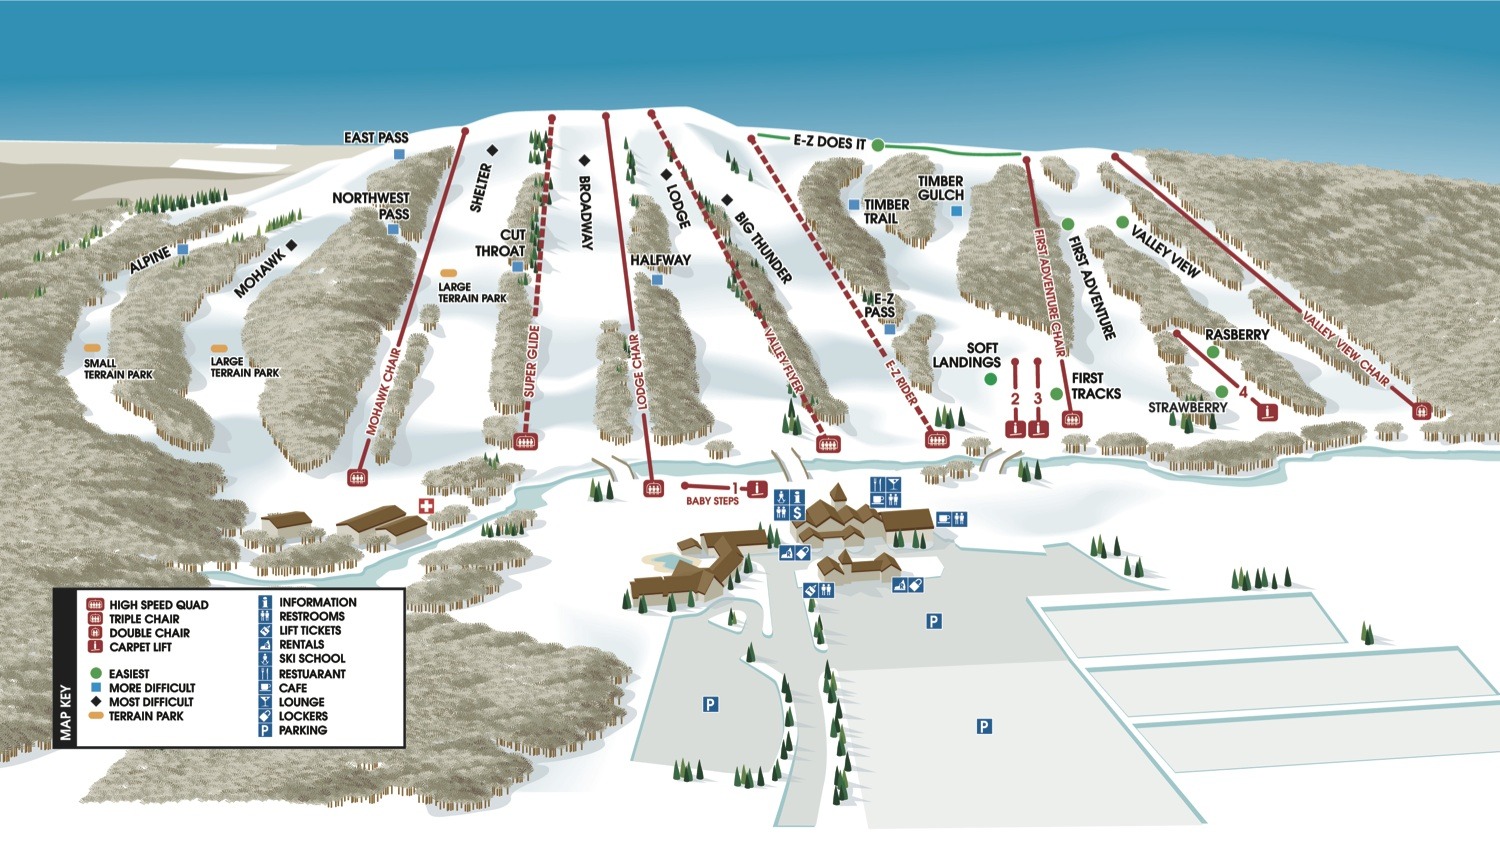 EAST PASS
NORTHWEST
PASS
ALPINE
MOHAWK
SMALL
TERRAIN PARK
LARGE
TERRAIN PARK
MOHAWK CHAIR
SHELTER
LARGE
TERRAIN PARK
CUT
THROAT
SUPER GLIDE
BROADWAY
HALFWAY
LODGE CHAIR
LODGE
BIG THUNDER
VALLEY FLYER
E-Z DOES IT
TIMBER
TRAIL
TIMBER
GULCH
E-Z
PASS
E-Z RIDER
SOFT
LANDINGS
2
3
FIRST ADVENTURE CHAIR
FIRST ADVENTURE
FIRST
TRACKS
VALLEY VIEW
RASBERRY
STRAWBERRY
4
VALLEY VIEW CHAIR
1
BABY STEPS
$
P
P
P
MAP KEY
HIGH SPEED QUAD
TRIPLE CHAIR
DOUBLE CHAIR
CARPET LIFT
EASIEST
MORE DIFFICULT
MOST DIFFICULT
TERRAIN PARK
INFORMATION
RESTROOMS
LIFT TICKETS
RENTALS
SKI SCHOOL
RESTUARANT
CAFE
LOUNGE
LOCKERS
P PARKING